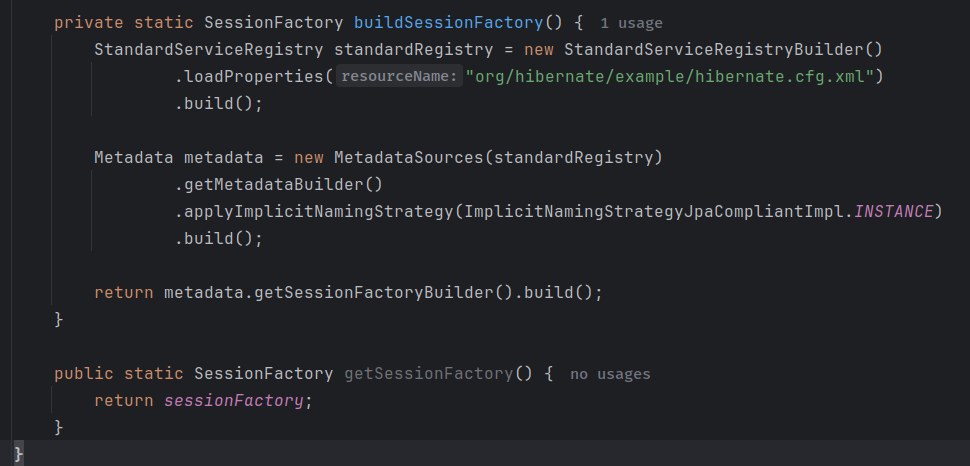 private static SessionFactory buildSessionFactory() { 1 usage
StandardServiceRegistry standardRegistry = new StandardServiceRegistryBuilder()
.loadProperties( resourceName: "org/hibernate/example/hibernate.cfg.xml")
.build();
Metadata metadata = new MetadataSources(standardRegistry)
.getMetadataBuilder()
.applyImplicitNamingStrategy(ImplicitNamingStrategyJpaCompliantImpl.INSTANCE)
.build();
return metadata.getSessionFactoryBuilder().build();
}
public static SessionFactory getSessionFactory() { no usages
return sessionFactory;
}
}